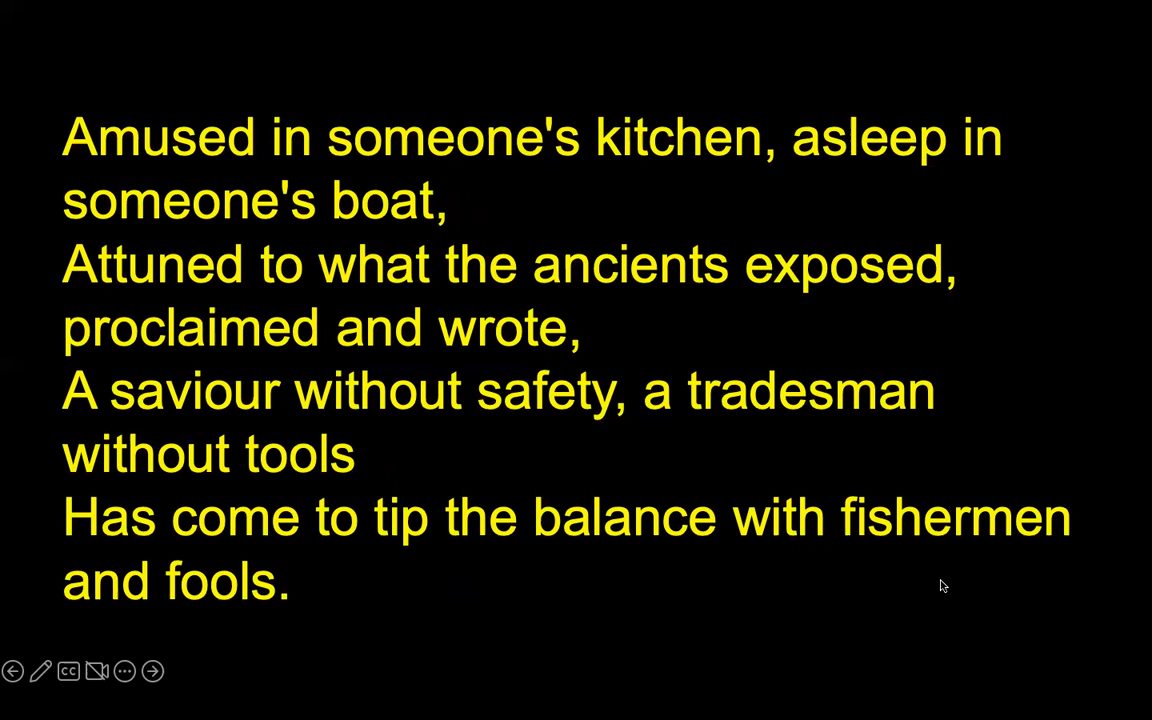 Amused in someone's kitchen, asleep in
someone's boat,
Attuned to what the ancients exposed,
proclaimed and wrote,
A saviour without safety, a tradesman
without tools
Has come to tip the balance with fishermen
and fools.
CC